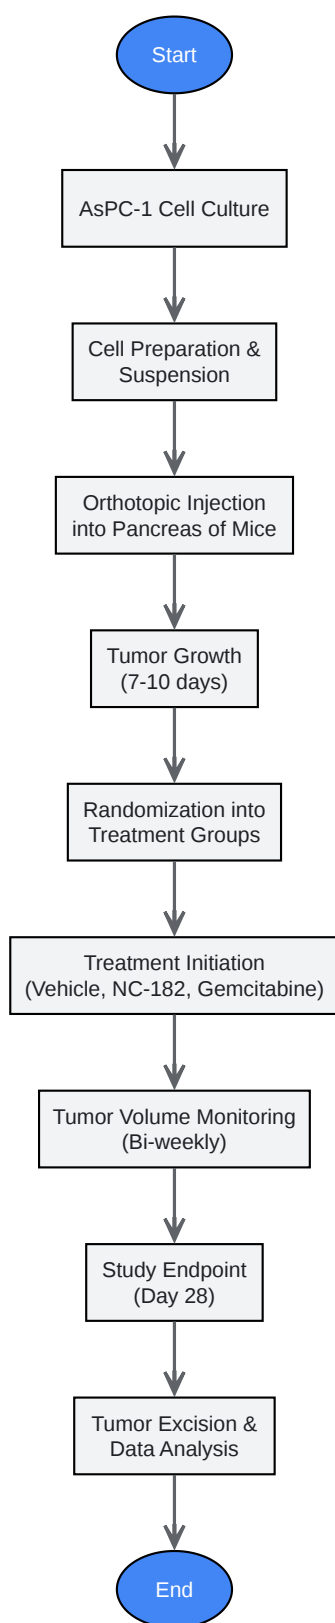 Start
AsPC-1 Cell Culture
Cell Preparation &
Suspension
Orthotopic Injection
into Pancreas of Mice
Tumor Growth
(7-10 days)
Randomization into
Treatment Groups
Treatment Initiation
(Vehicle, NC-182, Gemcitabine)
Tumor Volume Monitoring
(Bi-weekly)
Study Endpoint
(Day 28)
Tumor Excision &
Data Analysis
End